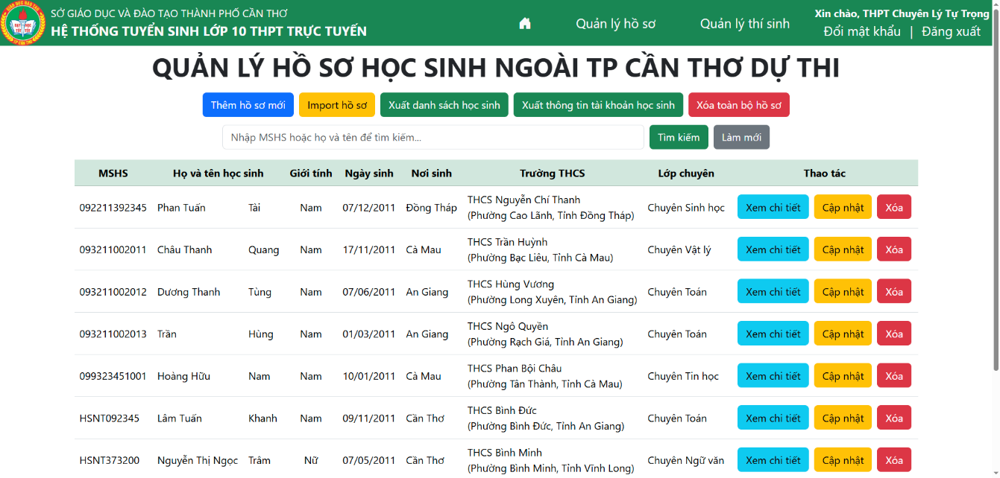 SỞ GIÁO DỤC VÀ ĐÀO TẠO THÀNH PHỐ CẦN THƠ
HỆ THỐNG TUYỂN SINH LỚP 10 THPT TRỰC TUYẾN
Quản lý hồ sơ
Quản lý thí sinh
Xin chào, THPT Chuyên Lý Tự Trọng
Đổi mật khẩu | Đăng xuất
QUẢN LÝ HỒ SƠ HỌC SINH NGOÀI TP CẦN THƠ DỰ THI
Thêm hồ sơ mới Import hồ sơ Xuất danh sách học sinh Xuất thông tin tài khoản học sinh Xóa toàn bộ hồ sơ
Nhập MSHS hoặc họ và tên để tìm kiếm... Tìm kiếm Làm mới
MSHS Họ và tên học sinh Giới tính Ngày sinh Nơi sinh Trường THCS Lớp chuyên Thao tác
092211392345 Phan Tuấn Tài Nam 07/12/2011 Đồng Tháp THCS Nguyễn Chí Thanh
(Phường Cao Lãnh, Tỉnh Đồng Tháp) Chuyên Sinh học Xem chi tiết Cập nhật Xóa
093211002011 Châu Thanh Quang Nam 17/11/2011 Cà Mau THCS Trần Huỳnh
(Phường Bạc Liêu, Tỉnh Cà Mau) Chuyên Vật lý Xem chi tiết Cập nhật Xóa
093211002012 Dương Thanh Tùng Nam 07/06/2011 An Giang THCS Hùng Vương
(Phường Long Xuyên, Tỉnh An Giang) Chuyên Toán Xem chi tiết Cập nhật Xóa
093211002013 Trần Hùng Nam 01/03/2011 An Giang THCS Ngô Quyền
(Phường Rạch Giá, Tỉnh An Giang) Chuyên Toán Xem chi tiết Cập nhật Xóa
099323451001 Hoàng Hữu Nam Nam 10/01/2011 Cà Mau THCS Phan Bội Châu
(Phường Tân Thành, Tỉnh Cà Mau) Chuyên Tin học Xem chi tiết Cập nhật Xóa
HSNT092345 Lâm Tuấn Khanh Nam 09/11/2011 Cần Thơ THCS Bình Đức
(Phường Bình Đức, Tỉnh An Giang) Chuyên Toán Xem chi tiết Cập nhật Xóa
HSNT373200 Nguyễn Thị Ngọc Trâm Nữ 07/05/2011 Cần Thơ THCS Bình Minh
(Phường Bình Minh, Tỉnh Vĩnh Long) Chuyên Ngữ văn Xem chi tiết Cập nhật Xóa